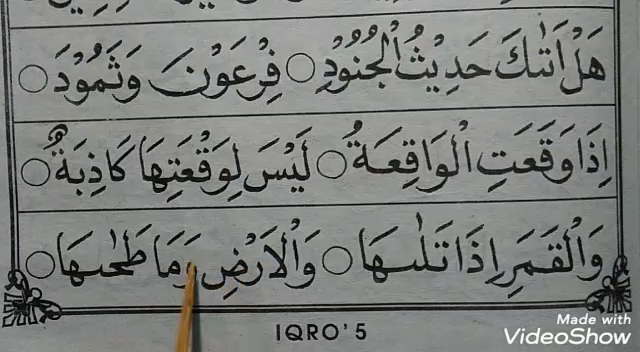 هَلْ اَتٰىكَ حَدِيْثُ الْجُنُوْدِ ○ فِرْعَوْنَ وَثَمُوْدَ ○
اِذَا وَقَعَتِ الْوَاقِعَةُ ○ لَيْسَ لِوَقْعَتِهَا كَاذِبَةٌ ○
وَالْقَمَرِ اِذَا تَلٰىهَا ○ وَالْاَرْضِ وَمَا طَحٰىهَا ○
IQRO' 5
Made with
VideoShow